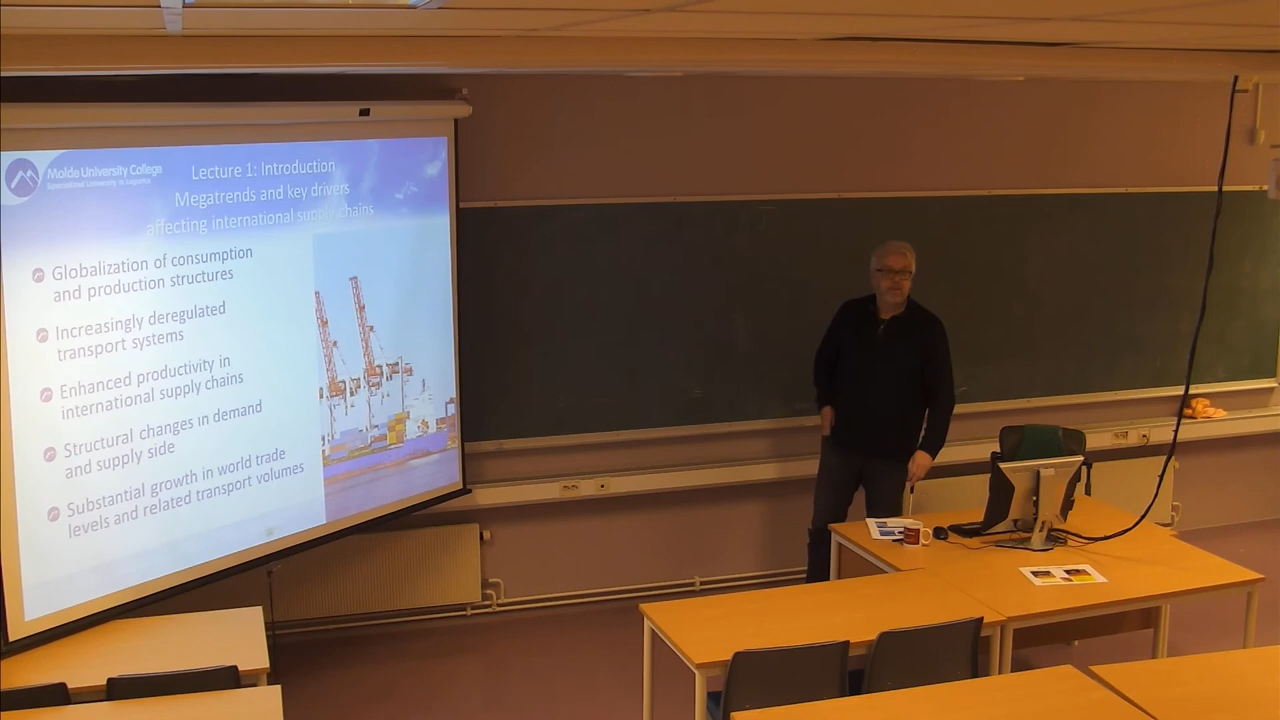 Molde University College
Specialized University in Logistics
Lecture 1: Introduction
Megatrends and key drivers
affecting international supply chains
Globalization of consumption
and production structures
Increasingly deregulated
transport systems
Enhanced productivity in
international supply chains
Structural changes in demand
and supply side
Substantial growth in world trade
levels and related transport volumes